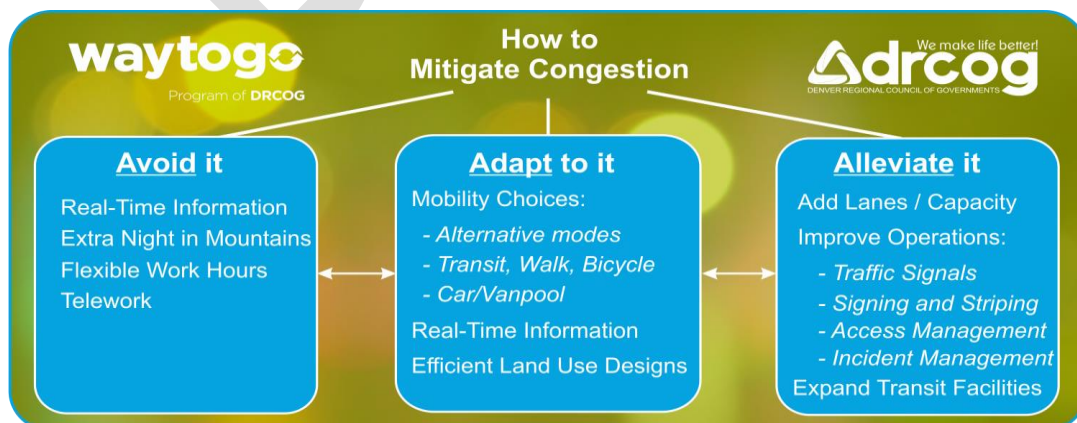 waytogo
Program of DRCOG
How to
Mitigate Congestion
We make life better!
drcog
DENVER REGIONAL COUNCIL OF GOVERNMENTS
Avoid it
Real-Time Information
Extra Night in Mountains
Flexible Work Hours
Telework
Adapt to it
Mobility Choices:
- Alternative modes
- Transit, Walk, Bicycle
- Car/Vanpool
Real-Time Information
Efficient Land Use Designs
Alleviate it
Add Lanes / Capacity
Improve Operations:
- Traffic Signals
- Signing and Striping
- Access Management
- Incident Management
Expand Transit Facilities